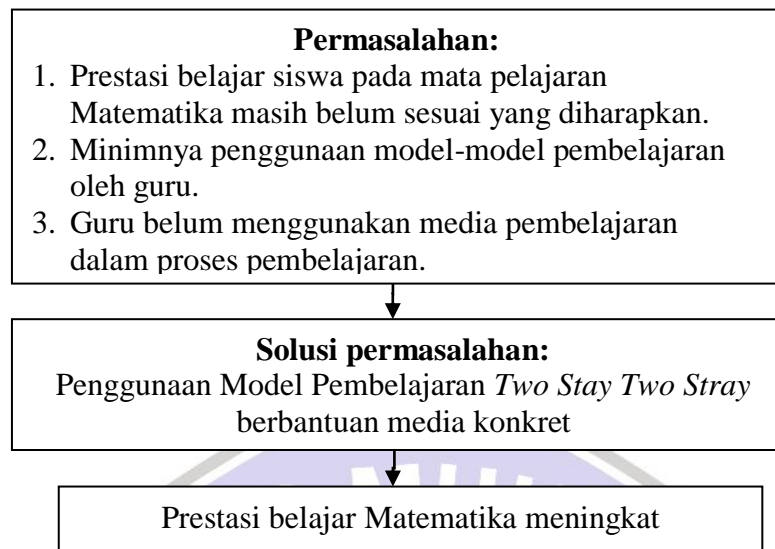 Permasalahan:
1. Prestasi belajar siswa pada mata pelajaran
Matematika masih belum sesuai yang diharapkan.
2. Minimnya penggunaan model-model pembelajaran
oleh guru.
3. Guru belum menggunakan media pembelajaran
dalam proses pembelajaran.
Solusi permasalahan:
Penggunaan Model Pembelajaran Two Stay Two Stray
berbantuan media konkret
Prestasi belajar Matematika meningkat